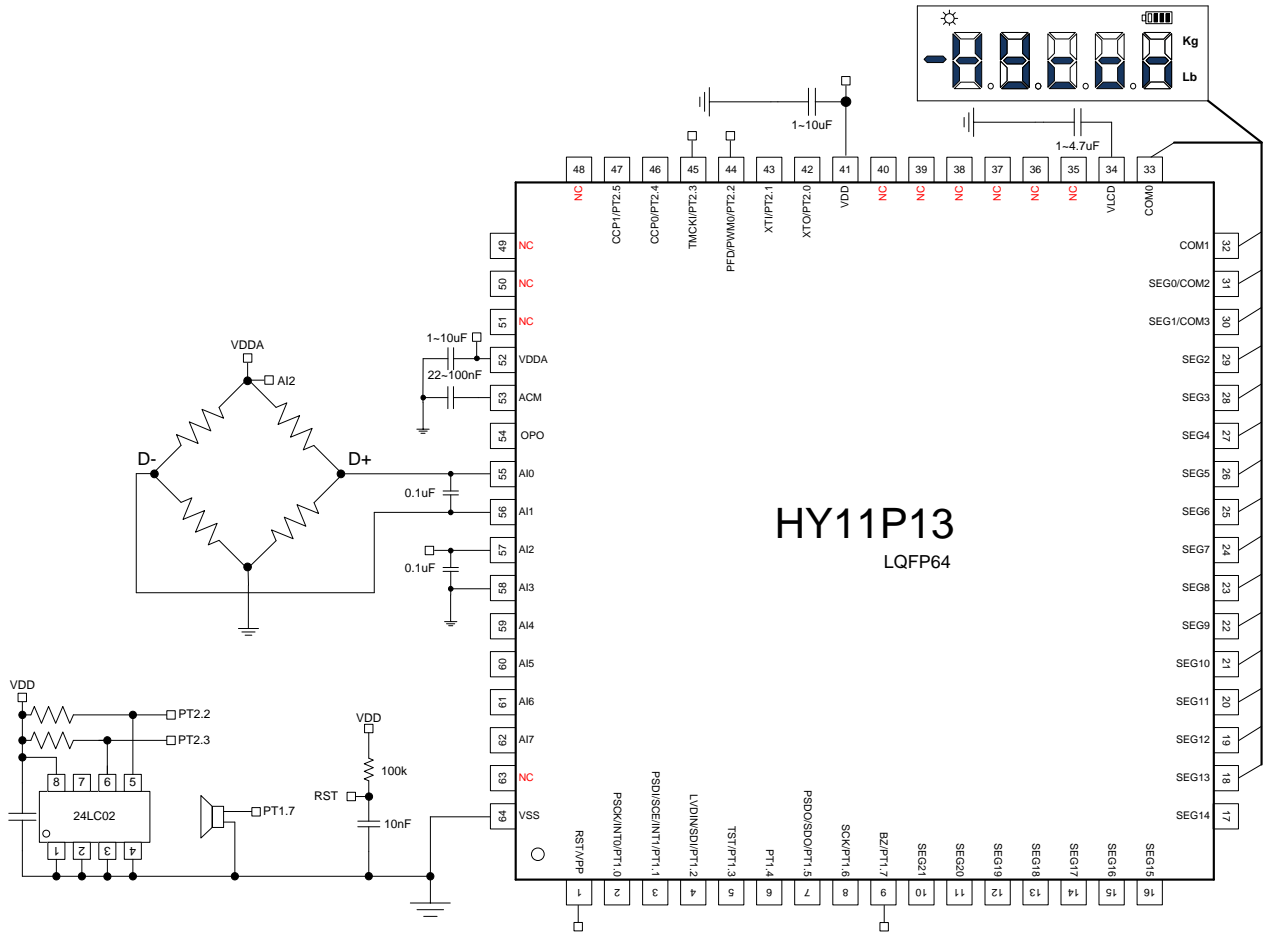 Kg
Lb
1~10uF
1~4.7uF
48
47
46
45
44
43
42
41
40
39
38
37
36
35
34
33
NC
CCP1/PT2.5
CCP0/PT2.4
TMCKI/PT2.3
PFD/PWM0/PT2.2
XTI/PT2.1
XTO/PT2.0
VDD
NC
NC
NC
NC
NC
NC
VLCD
COM0
49 NC
50 NC
51 NC
52 VDDA
53 ACM
54 OPO
55 AI0
56 AI1
57 AI2
58 AI3
59 AI4
60 AI5
61 AI6
62 AI7
63 NC
64 VSS
COM1 32
SEG0/COM2 31
SEG1/COM3 30
SEG2 29
SEG3 28
SEG4 27
SEG5 26
SEG6 25
SEG7 24
SEG8 23
SEG9 22
SEG10 21
SEG11 20
SEG12 19
SEG13 18
SEG14 17
HY11P13
LQFP64
1~10uF
22~100nF
VDDA
AI2
D-
D+
0.1uF
0.1uF
VDD
PT2.2
PT2.3
8
7
6
5
24LC02
1
2
3
4
PT1.7
VDD
100k
RST
10nF
RST/VPP
PSCK/INT0/PT1.0
PSDI/SCE/INT1/PT1.1
LVDIN/SDI/PT1.2
TST/PT1.3
PT1.4
PSDO/SDO/PT1.5
SCK/PT1.6
BZ/PT1.7
SEG21
SEG20
SEG19
SEG18
SEG17
SEG16
SEG15
1
2
3
4
5
6
7
8
9
10
11
12
13
14
15
16